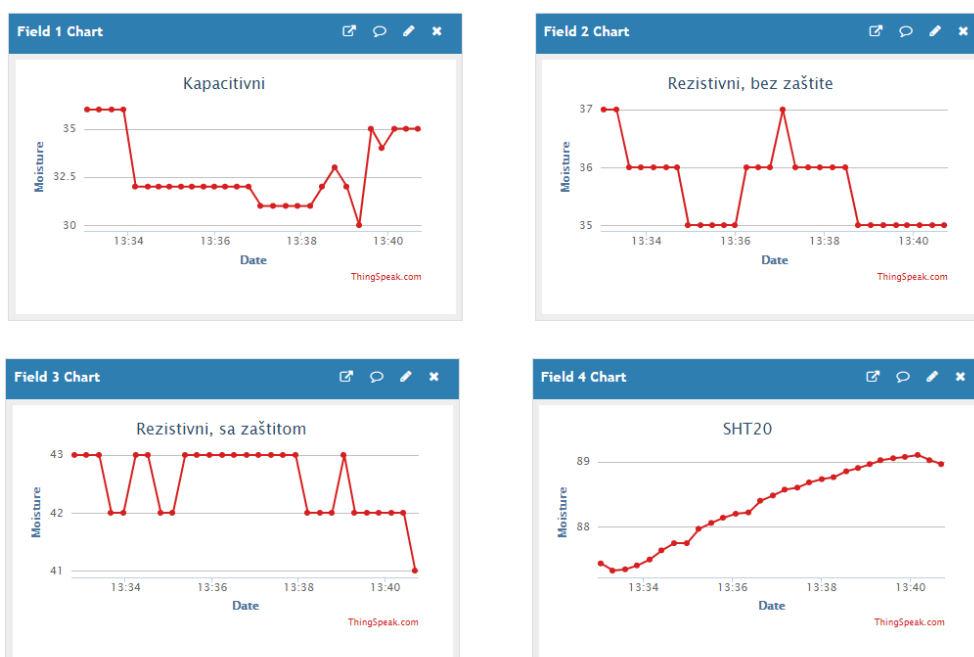 Field 1 Chart
Kapacitivni
Moisture
35
32.5
30
13:34 13:36 13:38 13:40
Date
ThingSpeak.com
Field 2 Chart
Rezistivni, bez zaštite
Moisture
37
36
35
13:34 13:36 13:38 13:40
Date
ThingSpeak.com
Field 3 Chart
Rezistivni, sa zaštitom
Moisture
43
42
41
13:34 13:36 13:38 13:40
Date
ThingSpeak.com
Field 4 Chart
SHT20
Moisture
89
88
13:34 13:36 13:38 13:40
Date
ThingSpeak.com